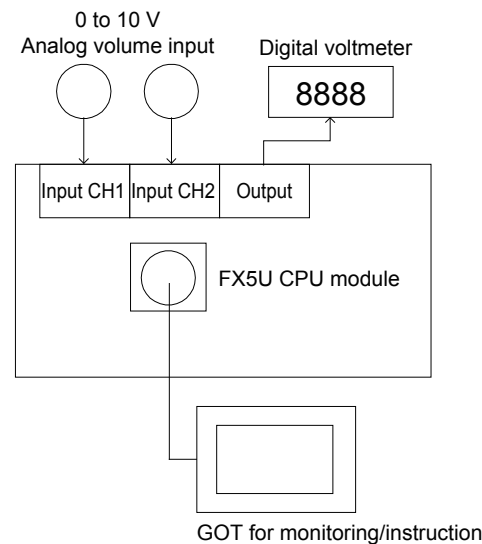 0 to 10 V
Analog volume input
Digital voltmeter
8888
Input CH1
Input CH2
Output
FX5U CPU module
GOT for monitoring/instruction